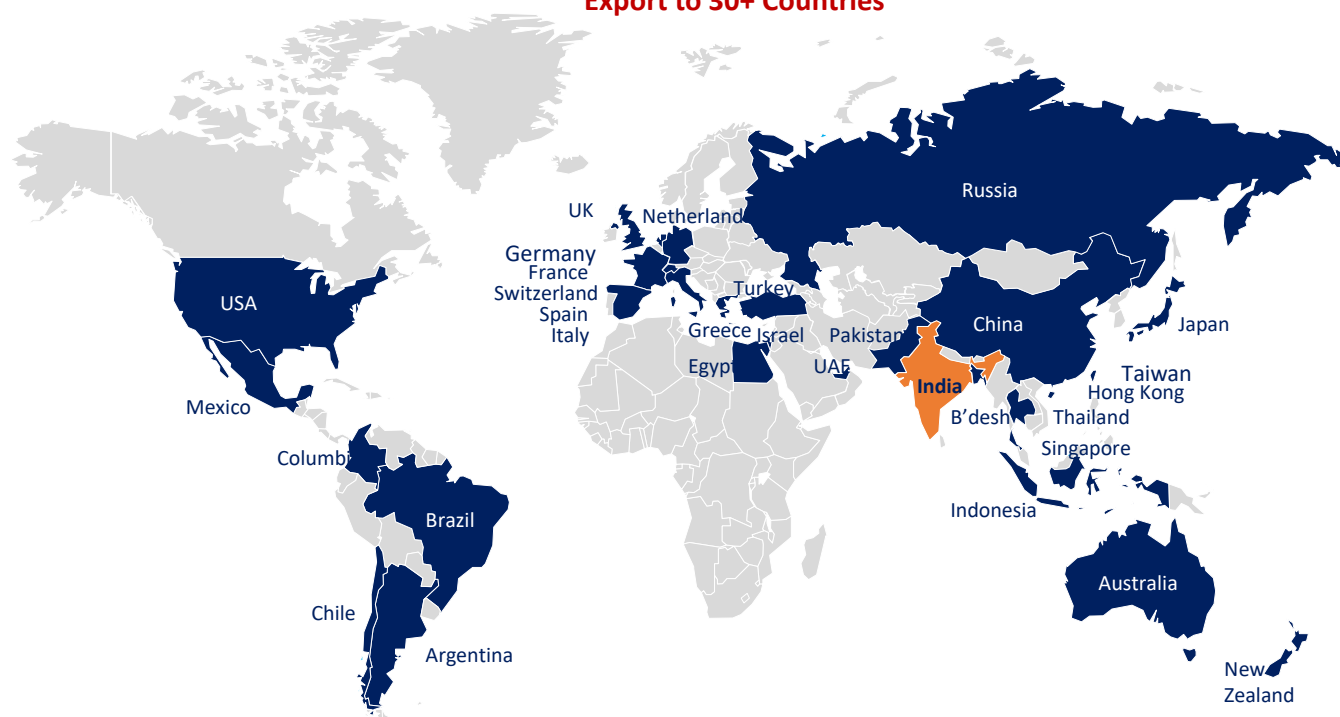 Export to 30+ Countries
Russia
UK
Netherland
Germany
France
Switzerland
Spain
Italy
Turkey
USA
Greece
Israel
Pakistan
China
Japan
Egypt
UAE
India
Taiwan
Hong Kong
Mexico
B'desh
Thailand
Singapore
Columbi
Indonesia
Brazil
Australia
Chile
Argentina
New
Zealand